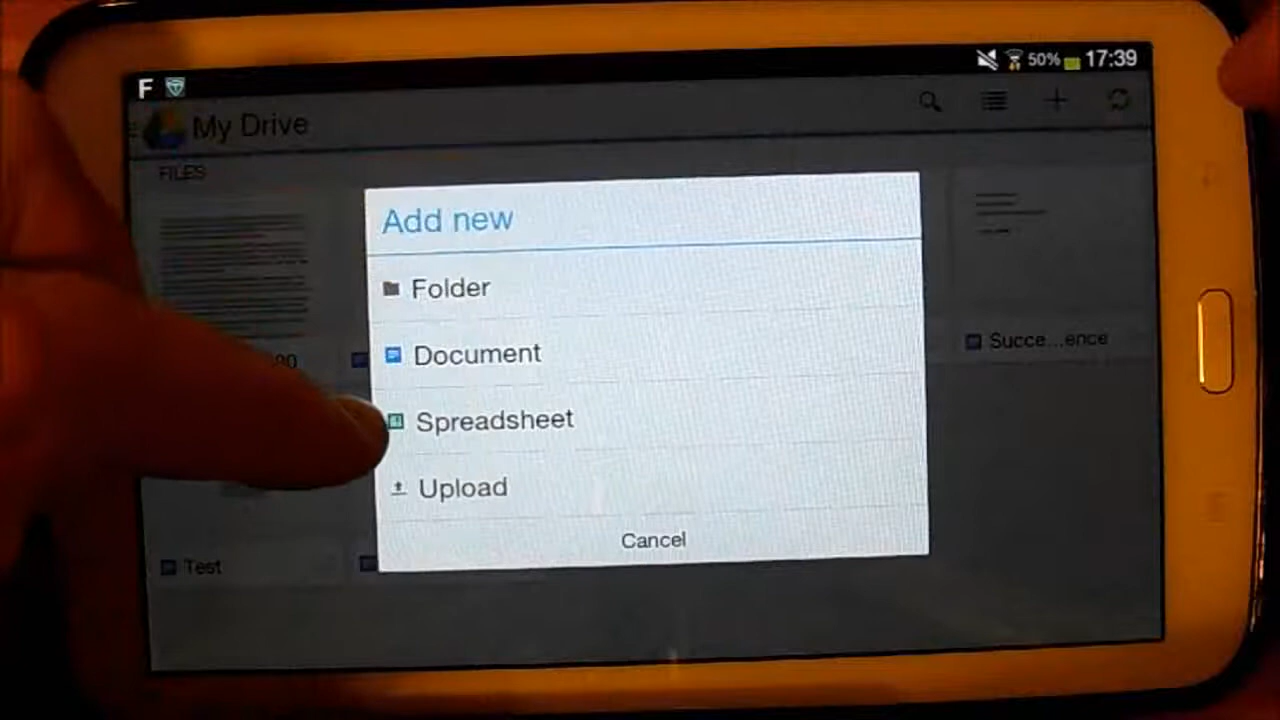 F
50% 17:39
My Drive
FILES
Add new
Folder
Document
Spreadsheet
Upload
Cancel
Succe...ence
Test